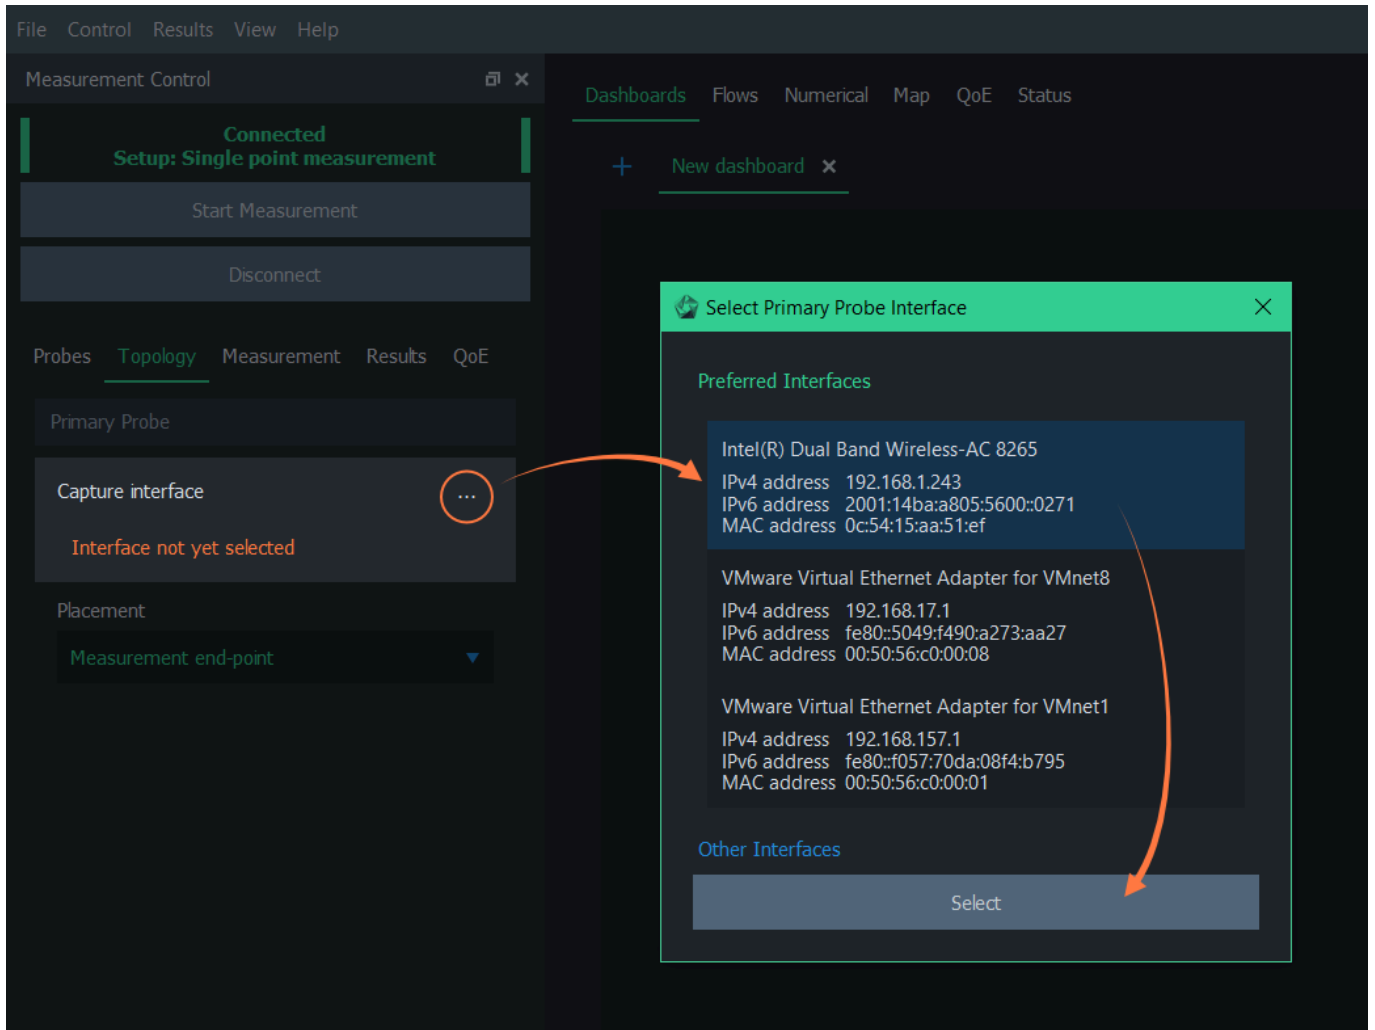 File Control Results View Help
Measurement Control
Connected
Setup: Single point measurement
Start Measurement
Disconnect
Probes Topology Measurement Results QoE
Primary Probe
Capture interface ...
Interface not yet selected
Placement
Measurement end-point
Dashboards Flows Numerical Map QoE Status
+ New dashboard
Select Primary Probe Interface
Preferred Interfaces
Intel(R) Dual Band Wireless-AC 8265
IPv4 address 192.168.1.243
IPv6 address 2001:14ba:a805:5600::0271
MAC address 0c:54:15:aa:51:ef
VMware Virtual Ethernet Adapter for VMnet8
IPv4 address 192.168.17.1
IPv6 address fe80::5049:f490:a273:aa27
MAC address 00:50:56:c0:00:08
VMware Virtual Ethernet Adapter for VMnet1
IPv4 address 192.168.157.1
IPv6 address fe80::f057:70da:08f4:b795
MAC address 00:50:56:c0:00:01
Other Interfaces
Select